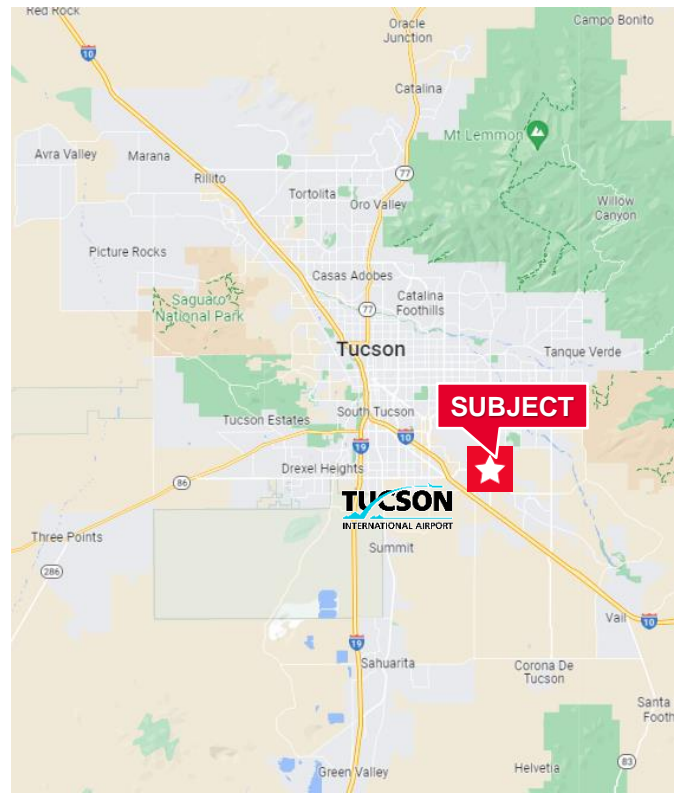 Red Rock
Campo Bonito
Oracle
Junction
10
Catalina
Mt Lemmon
Avra Valley
Marana
Rillito
77
Tortolita
Oro Valley
Willow
Canyon
Picture Rocks
Casas Adobes
Saguaro
National Park
77
Catalina
Foothills
Tucson
Tanque Verde
SUBJECT
Tucson Estates
South Tucson
10
19
Drexel Heights
86
TUCSON
INTERNATIONAL AIRPORT
Three Points
Summit
286
Vail
10
19
Sahuarita
Corona De
Tucson
Santa
Footh
83
Green Valley
Helvetia